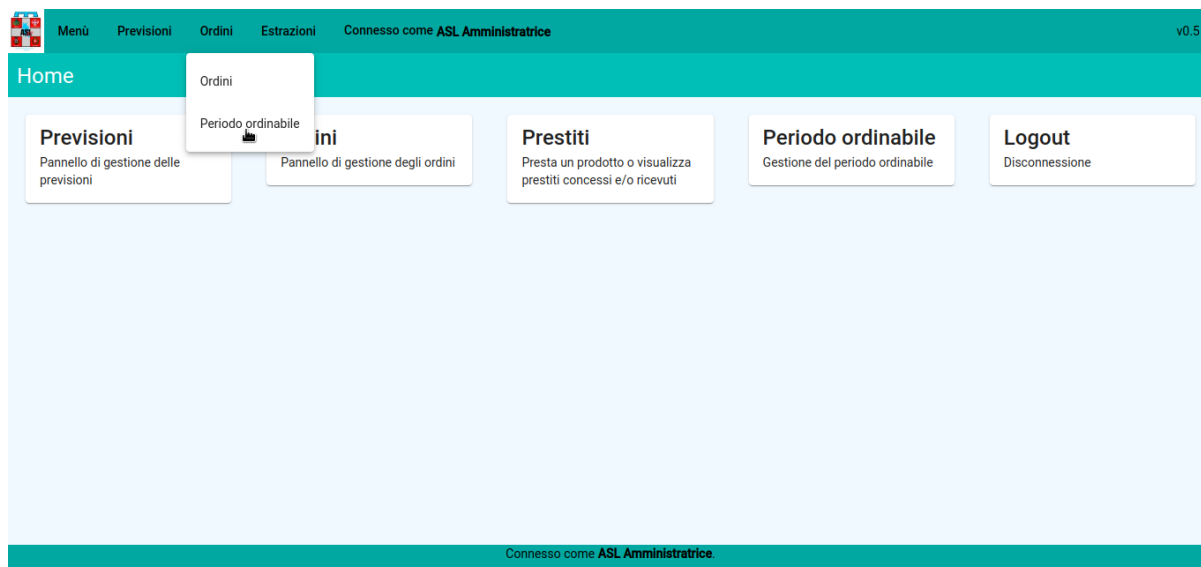 ASL
Menù Previsioni Ordini Estrazioni Connesso come ASL Amministratrice v0.5
Home
Ordini
Periodo ordinabile
Previsioni
Pannello di gestione delle
previsioni
ini
Pannello di gestione degli ordini
Prestiti
Presta un prodotto o visualizza
prestiti concessi e/o ricevuti
Periodo ordinabile
Gestione del periodo ordinabile
Logout
Disconnessione
Connesso come ASL Amministratrice.